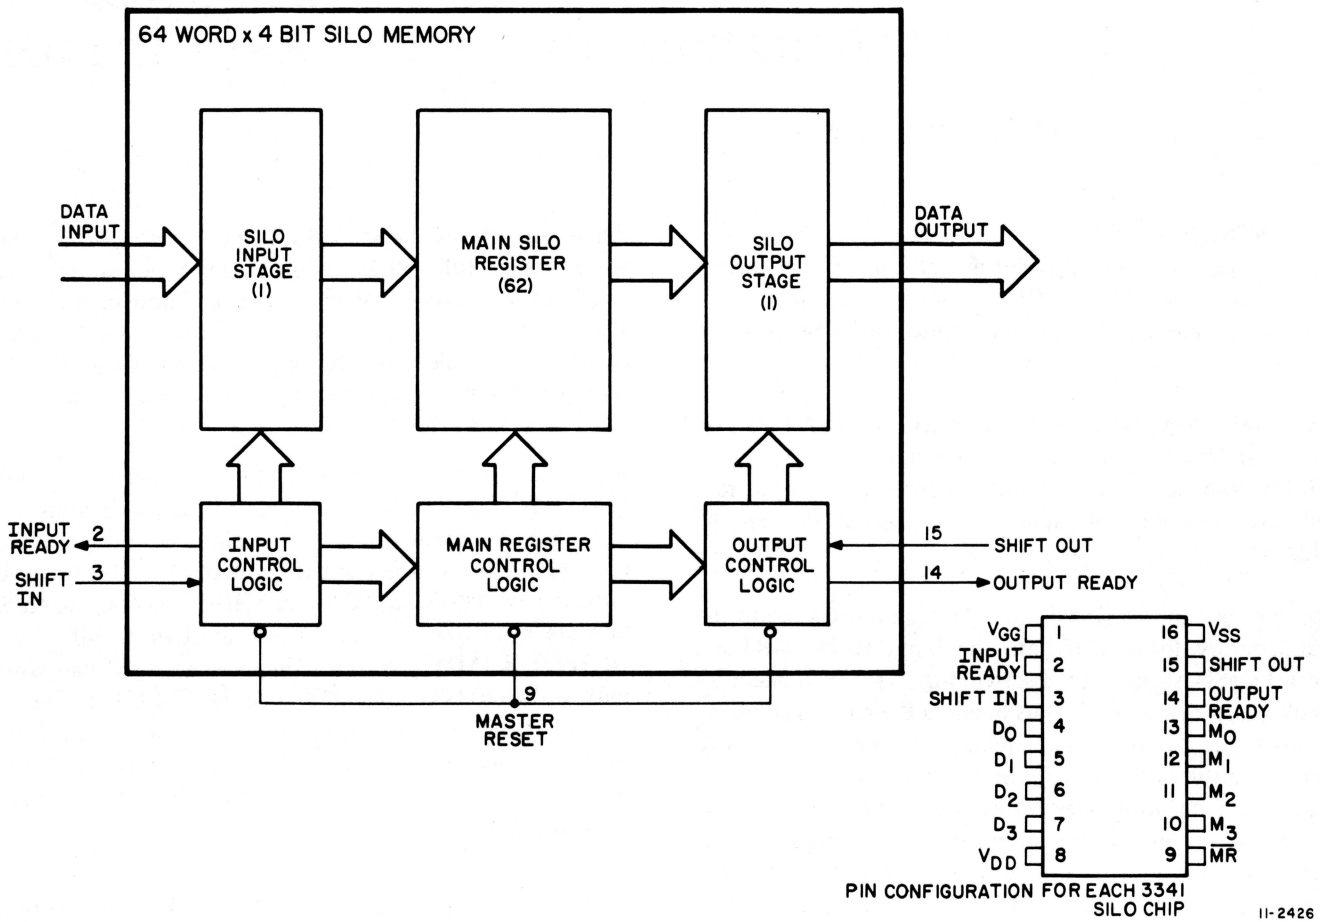 64 WORD x 4 BIT SILO MEMORY
DATA
INPUT
SILO
INPUT
STAGE
(1)
MAIN SILO
REGISTER
(62)
SILO
OUTPUT
STAGE
(1)
DATA
OUTPUT
INPUT
READY
2
SHIFT
IN
3
INPUT
CONTROL
LOGIC
MAIN REGISTER
CONTROL
LOGIC
OUTPUT
CONTROL
LOGIC
15
SHIFT OUT
14
OUTPUT READY
9
MASTER
RESET
VGG 1
INPUT
READY 2
SHIFT IN 3
D0 4
D1 5
D2 6
D3 7
VDD 8
16 VSS
15 SHIFT OUT
14 OUTPUT
READY
13 M0
12 M1
11 M2
10 M3
9 M̅R̅
PIN CONFIGURATION FOR EACH 3341
SILO CHIP
11-2426